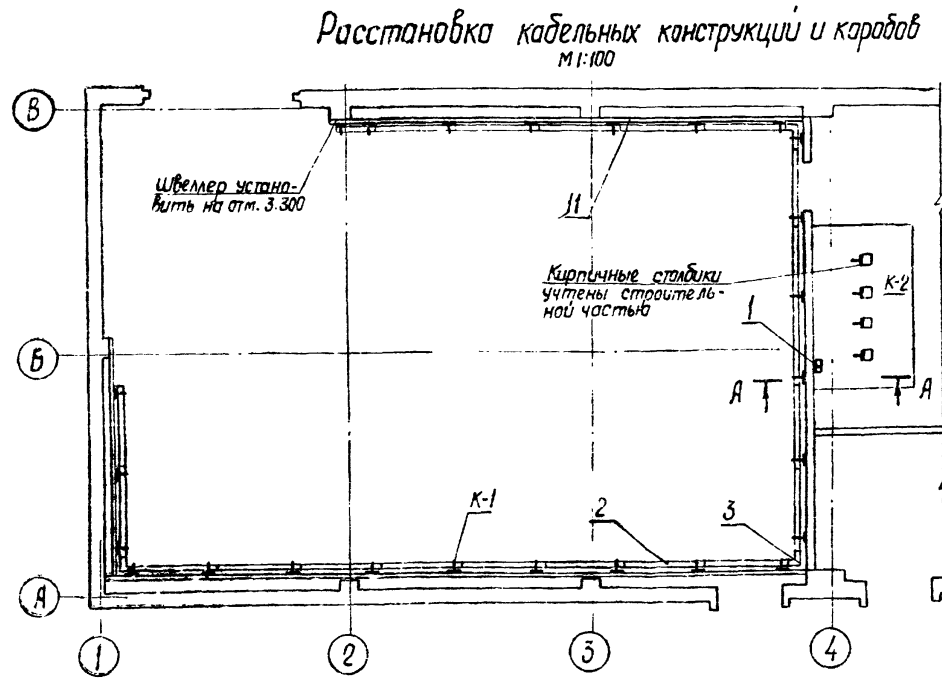 Расстановка кабельных конструкций и коробов
М 1:100
В
Швеллер устано-
вить на отм. 3.300
11
Кирпичные столбики
учтены строитель-
ной частью
К-2
1
Б
А
А
К-1
2
3
А
1
2
3
4